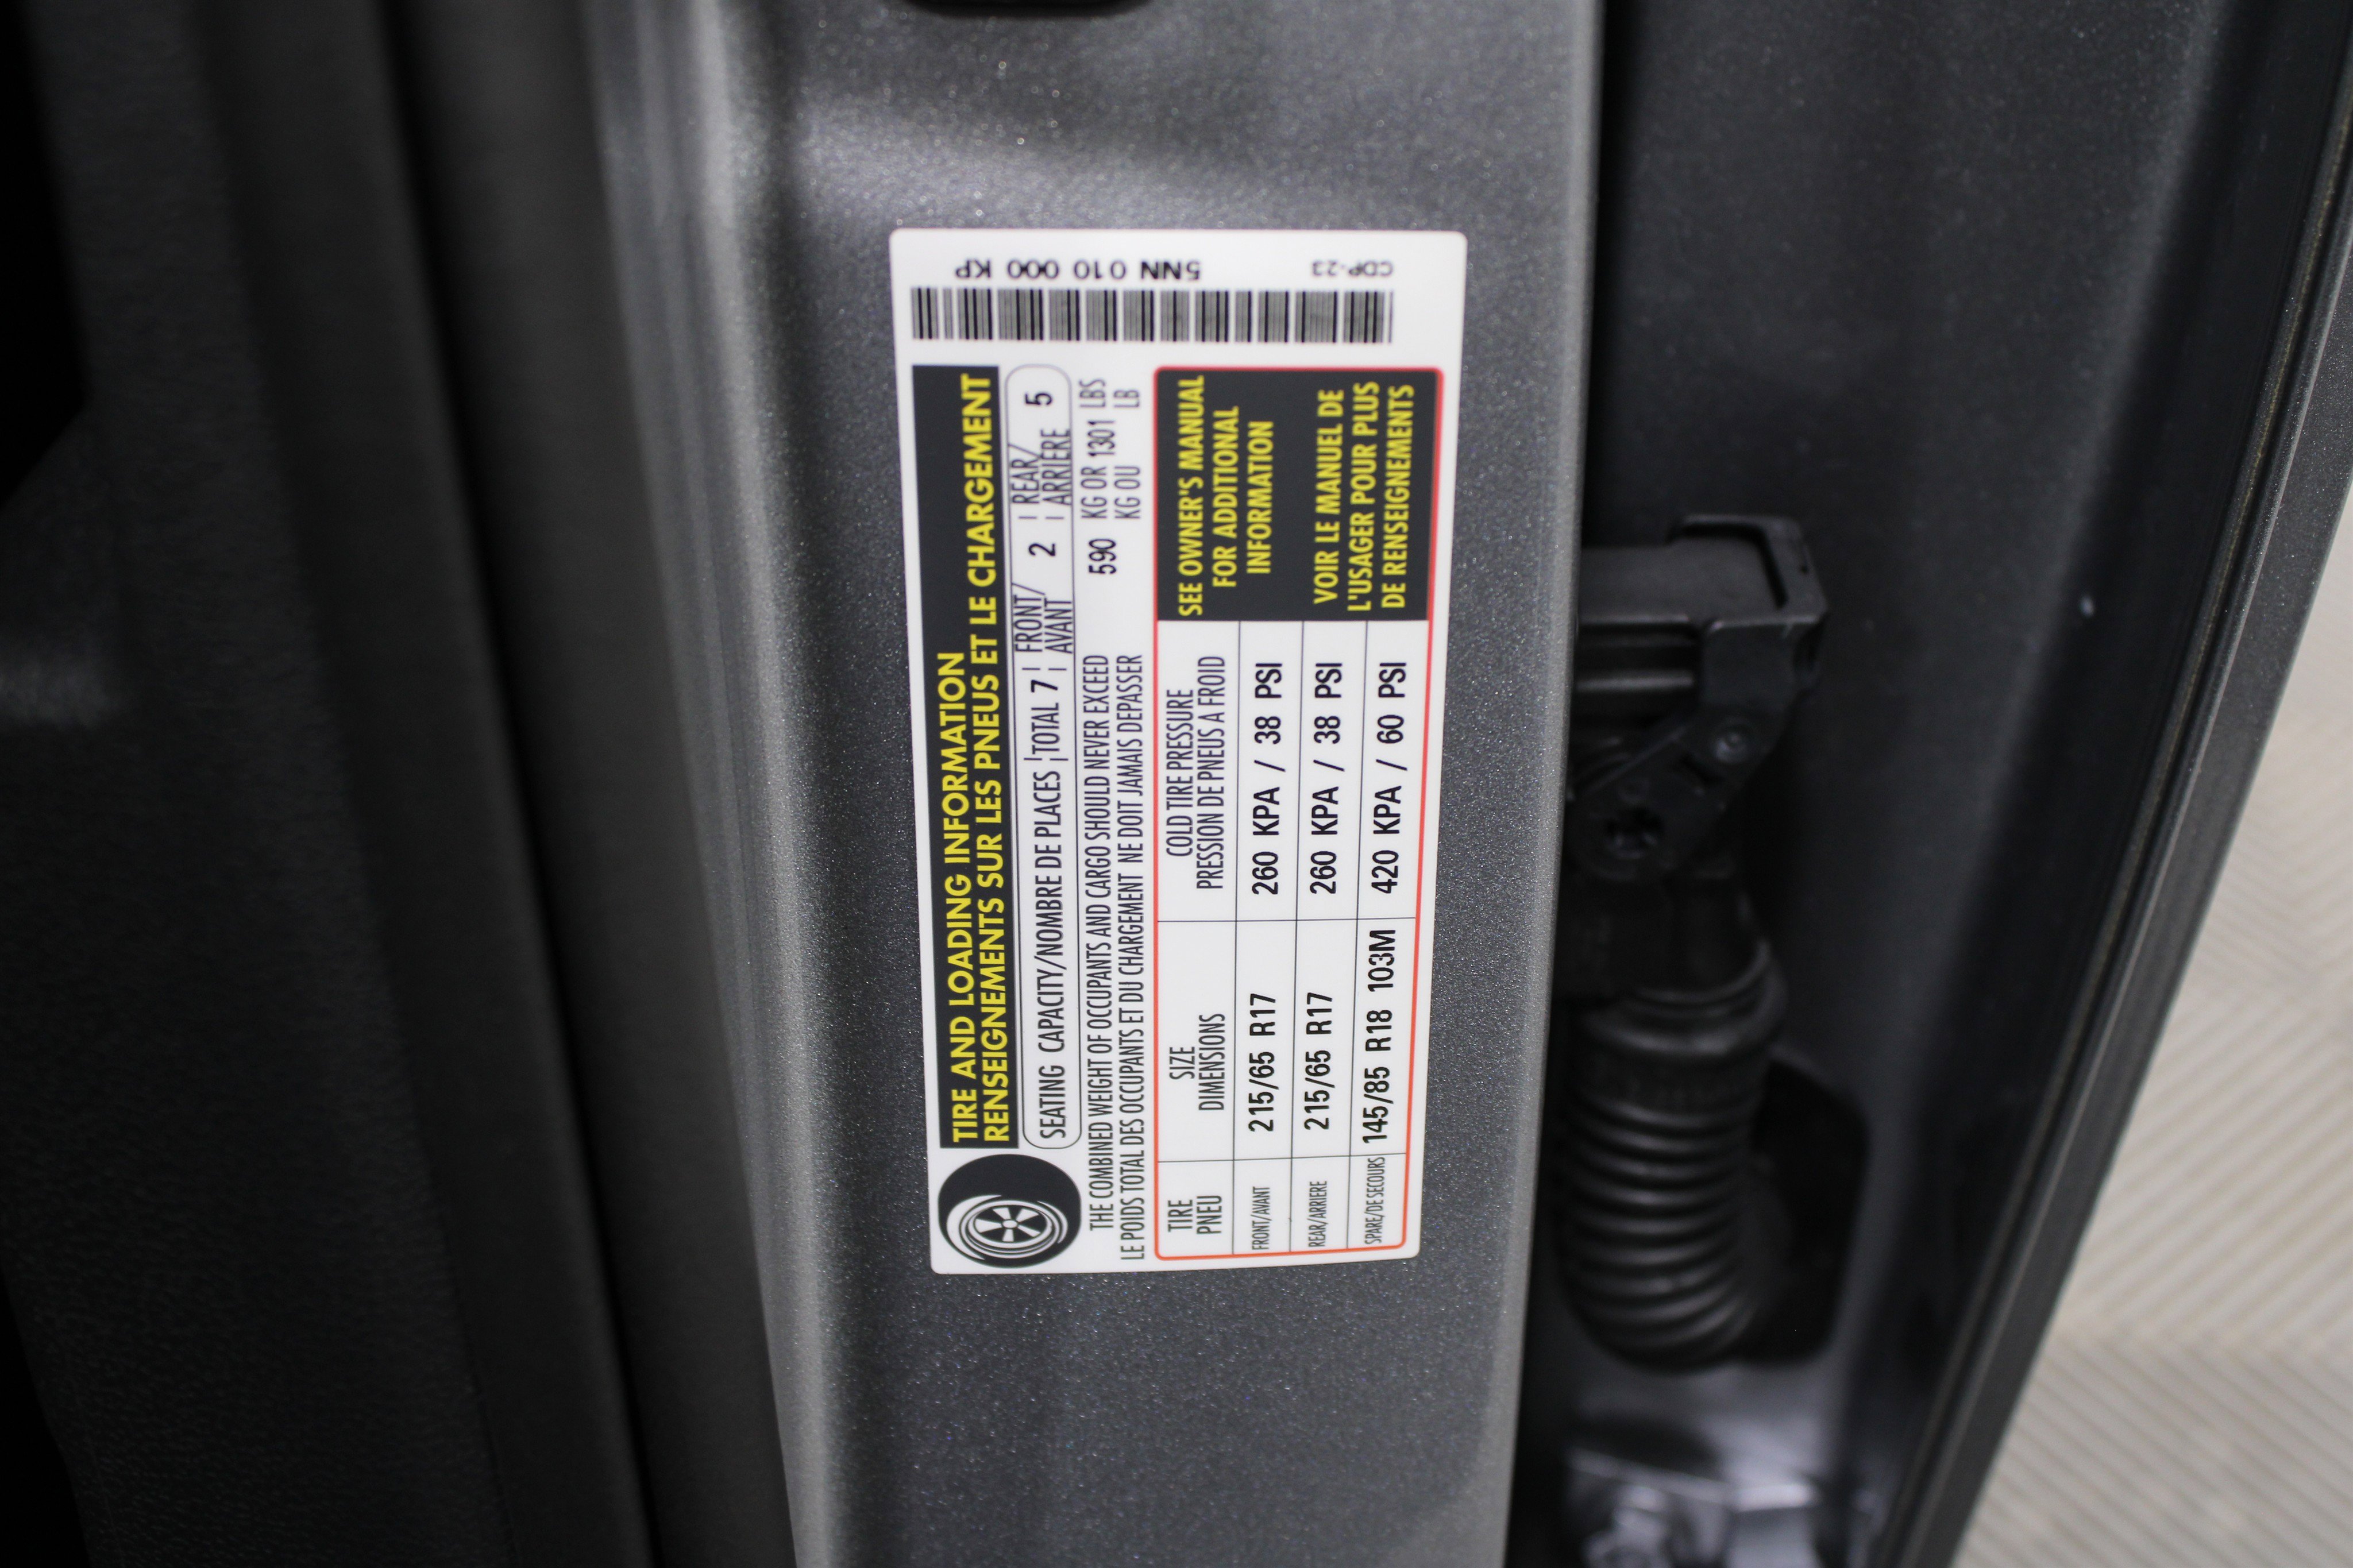 TIRE AND LOADING INFORMATION
RENSEIGNEMENTS SUR LES PNEUS ET LE CHARGEMENT
SEATING CAPACITY/NOMBRE DE PLACES | TOTAL 7 | FRONT/AVANT 2 | REAR/ARRIERE 5
THE COMBINED WEIGHT OF OCCUPANTS AND CARGO SHOULD NEVER EXCEED 590 KG OR 1301 LBS
LE POIDS TOTAL DES OCCUPANTS ET DU CHARGEMENT NE DOIT JAMAIS DEPASSER KG OU LB
TIRE PNEU
SIZE DIMENSIONS
COLD TIRE PRESSURE
PRESSION DE PNEUS A FROID
FRONT/AVANT 215/65 R17 260 KPA / 38 PSI
REAR/ARRIERE 215/65 R17 260 KPA / 38 PSI
SPARE/DE SECOURS 145/85 R18 103M 420 KPA / 60 PSI
SEE OWNER'S MANUAL
FOR ADDITIONAL
INFORMATION
VOIR LE MANUEL DE
L'USAGER POUR PLUS
DE RENSEIGNEMENTS
CDP-23 5NN 010 000 KP